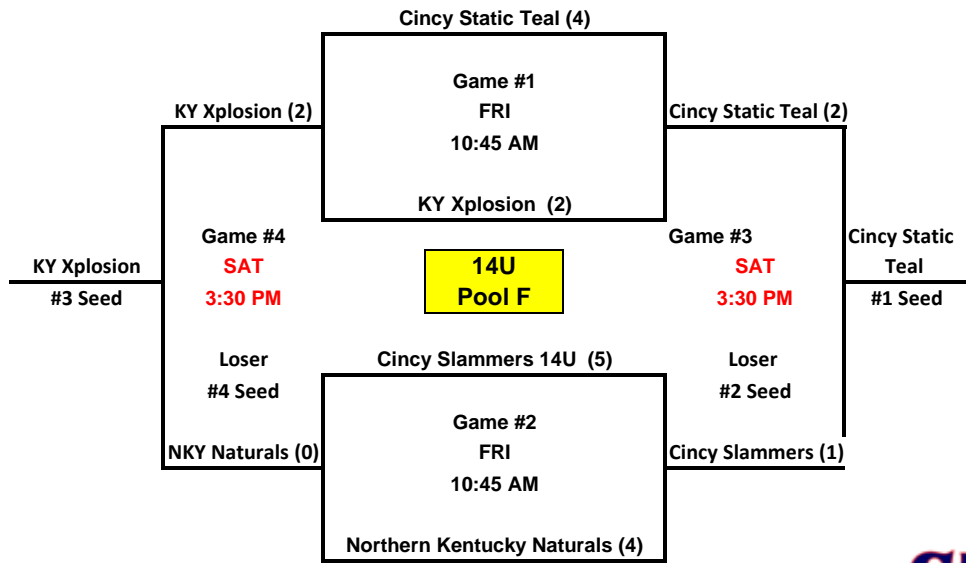 Cincy Static Teal (4)
Game #1
FRI
10:45 AM
KY Xplosion (2)
Cincy Static Teal (2)
KY Xplosion  (2)
Game #4
SAT
3:30 PM
Game #3
SAT
3:30 PM
KY Xplosion
#3 Seed
14U
Pool F
Cincy Static
Teal
#1 Seed
Loser
#4 Seed
Cincy Slammers 14U  (5)
Loser
#2 Seed
Game #2
FRI
10:45 AM
NKY Naturals (0)
Cincy Slammers (1)
Northern Kentucky Naturals (4)